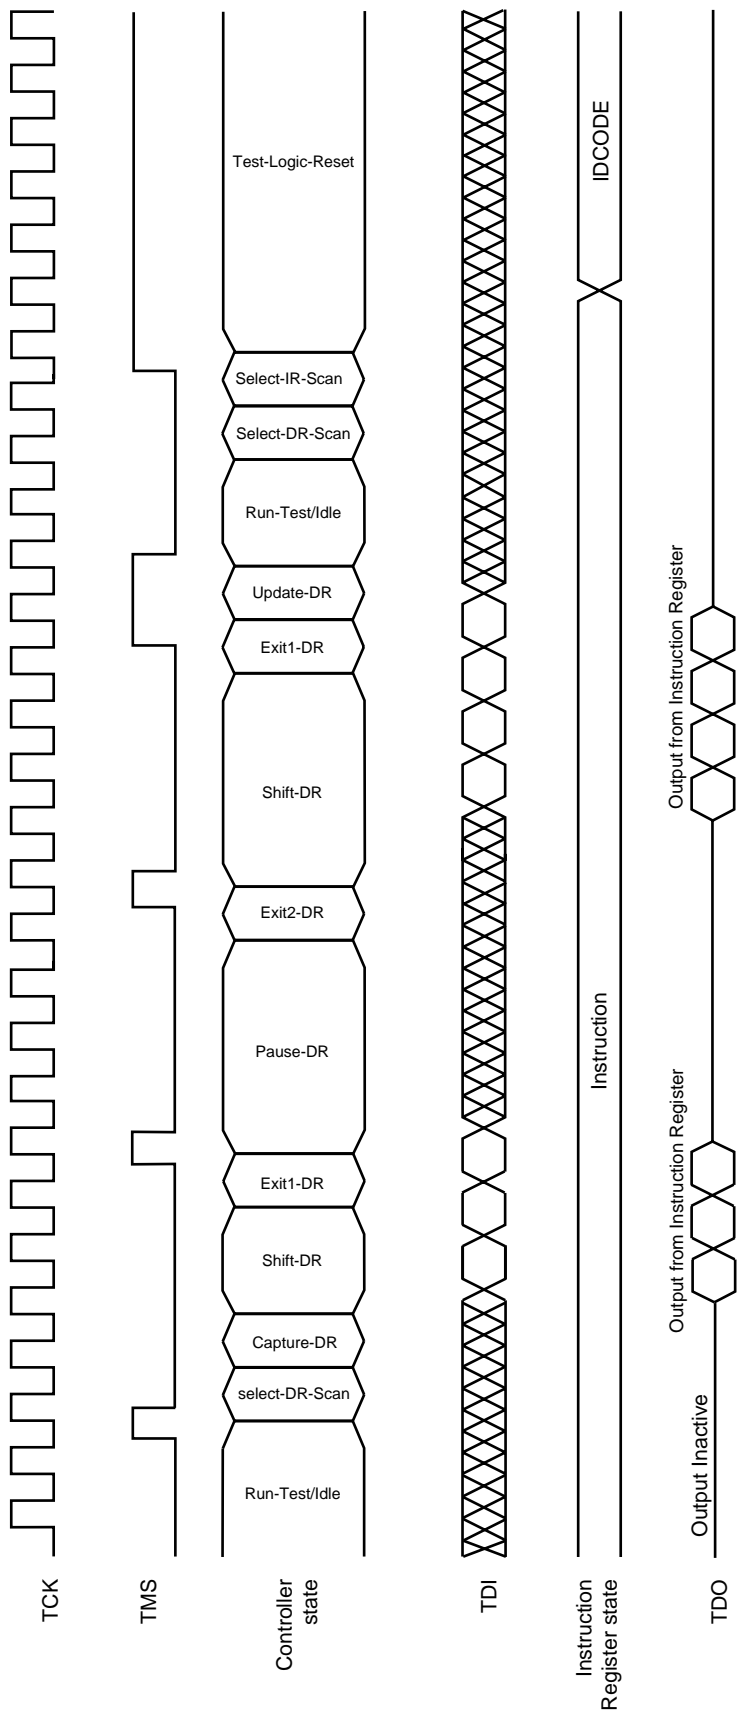 TCK
TMS
Controller
state
Run-Test/Idle
select-DR-Scan
Capture-DR
Shift-DR
Exit1-DR
Pause-DR
Exit2-DR
Shift-DR
Exit1-DR
Update-DR
Run-Test/Idle
Select-DR-Scan
Select-IR-Scan
Test-Logic-Reset
TDI
Instruction
Register state
Instruction
IDCODE
TDO
Output Inactive
Output from Instruction Register
Output from Instruction Register